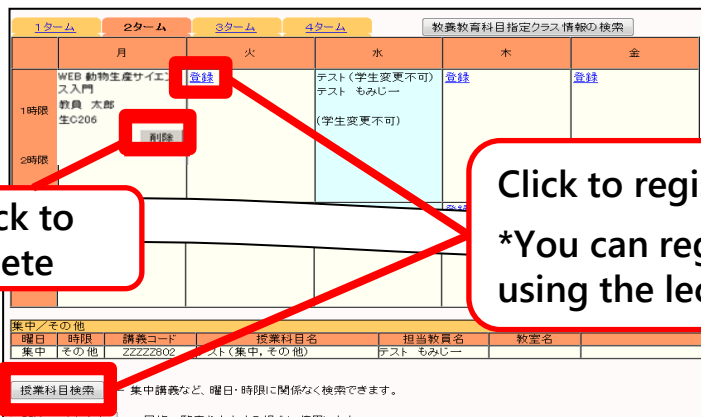 1ターム 2ターム 3ターム 4ターム 教養教育科目指定クラス情報の検索
月 火 水 木 金
WEB 動物生産サイエンス入門
教員 太郎
生C206
削除
登録
テスト(学生変更不可)
テスト もみじー
(学生変更不可)
登録
登録
1時限
2時限
Click to
*You can
using the
to
集中/その他
曜日 時限 講義コード 授業科目名 担当教員名 教室名
集中 その他 ZZZZZ802 テスト(集中,その他) テスト もみじー
授業科目検索 集中講義など、曜日・時限に関係なく検索できます。